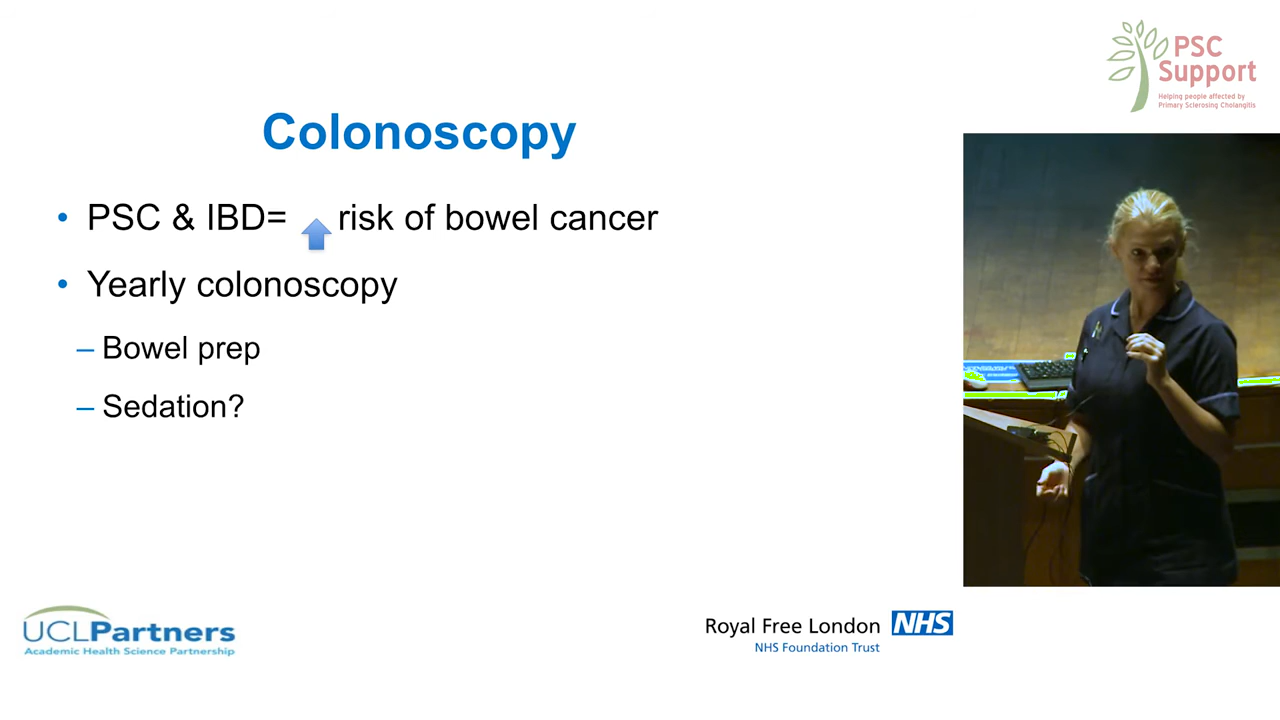 PSC
Support
Helping people affected by
Primary Sclerosing Cholangitis
Colonoscopy
• PSC & IBD= risk of bowel cancer
• Yearly colonoscopy
– Bowel prep
– Sedation?
UCLPartners
Academic Health Science Partnership
Royal Free London NHS
NHS Foundation Trust